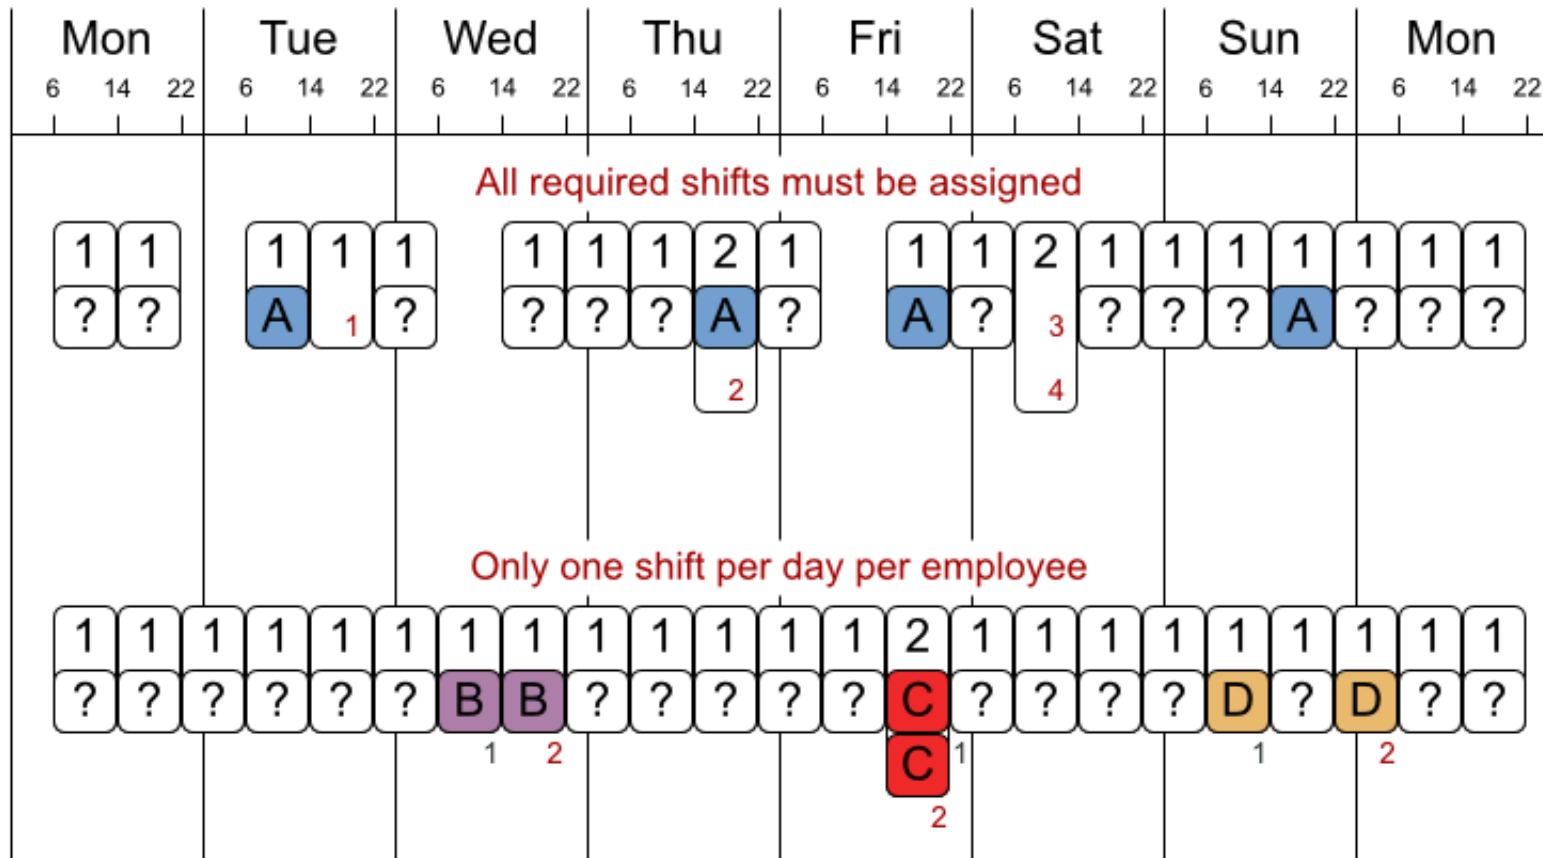 Mon Tue Wed Thu Fri Sat Sun Mon
6 14 22 6 14 22 6 14 22 6 14 22 6 14 22 6 14 22 6 14 22 6 14 22
All required shifts must be assigned
1 1 1 1 1 1 1 1 2 1 1 1 2 1 1 1 1 1 1 1
? ? A 1 ? ? ? ? A ? A ? 3 ? ? ? A ? ? ?
2 4
Only one shift per day per employee
1 1 1 1 1 1 1 1 1 1 1 1 1 2 1 1 1 1 1 1 1 1 1
? ? ? ? ? ? B B ? ? ? ? ? C ? ? ? ? D ? D ? ?
1 2 C 1 1 2
2